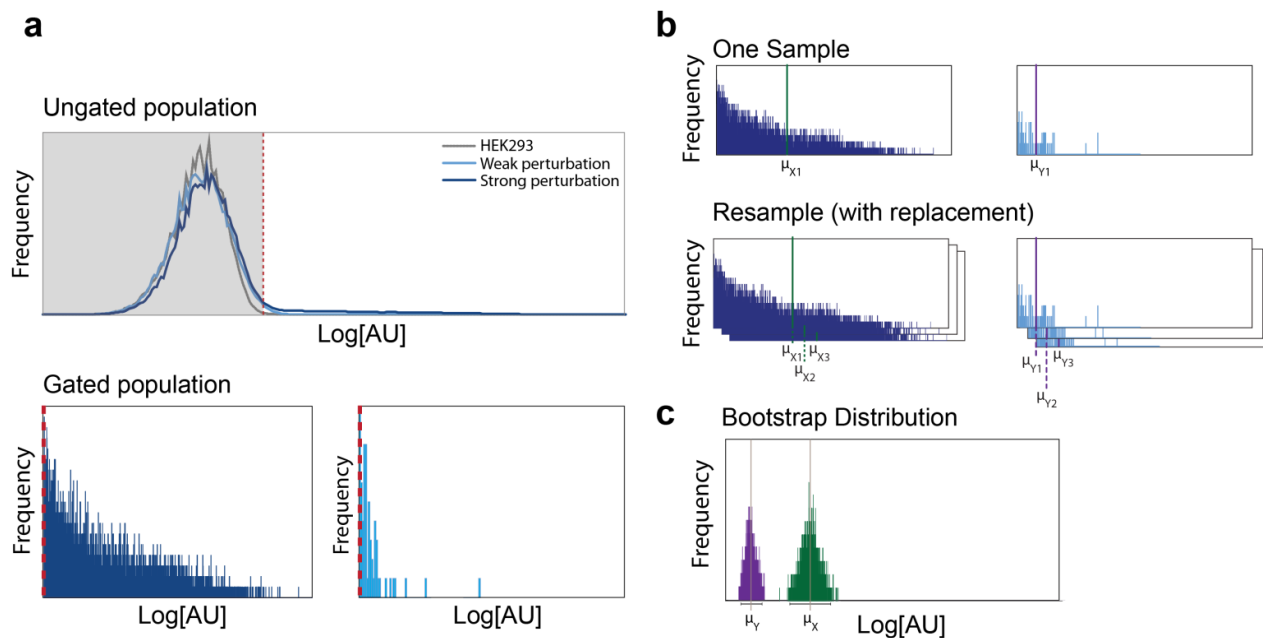 a
Ungated population
Frequency
HEK293
Weak perturbation
Strong perturbation
Log[AU]
Gated population
Frequency
Log[AU]
Frequency
Log[AU]
b
One Sample
Frequency
μX1
μY1
Resample (with replacement)
Frequency
μX1
μX2
μX3
μY1
μY2
μY3
c
Bootstrap Distribution
Frequency
μY
μX
Log[AU]